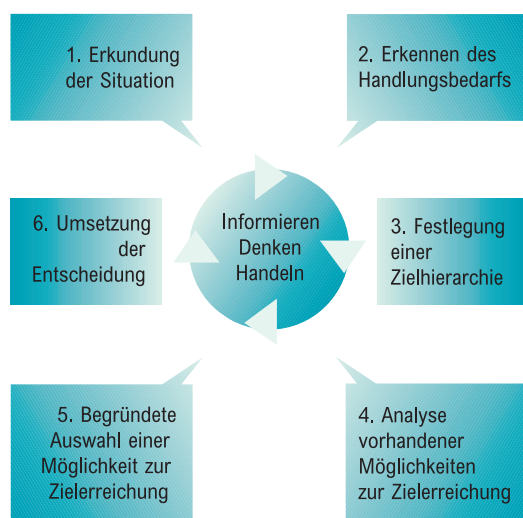 1. Erkundung
der Situation
2. Erkennen des
Handlungsbedarfs
Informieren
Denken
Handeln
3. Festlegung
einer
Zielhierarchie
4. Analyse
vorhandener
Möglichkeiten
zur Zielerreichung
5. Begründete
Auswahl einer
Möglichkeit zur
Zielerreichung
6. Umsetzung
der
Entscheidung